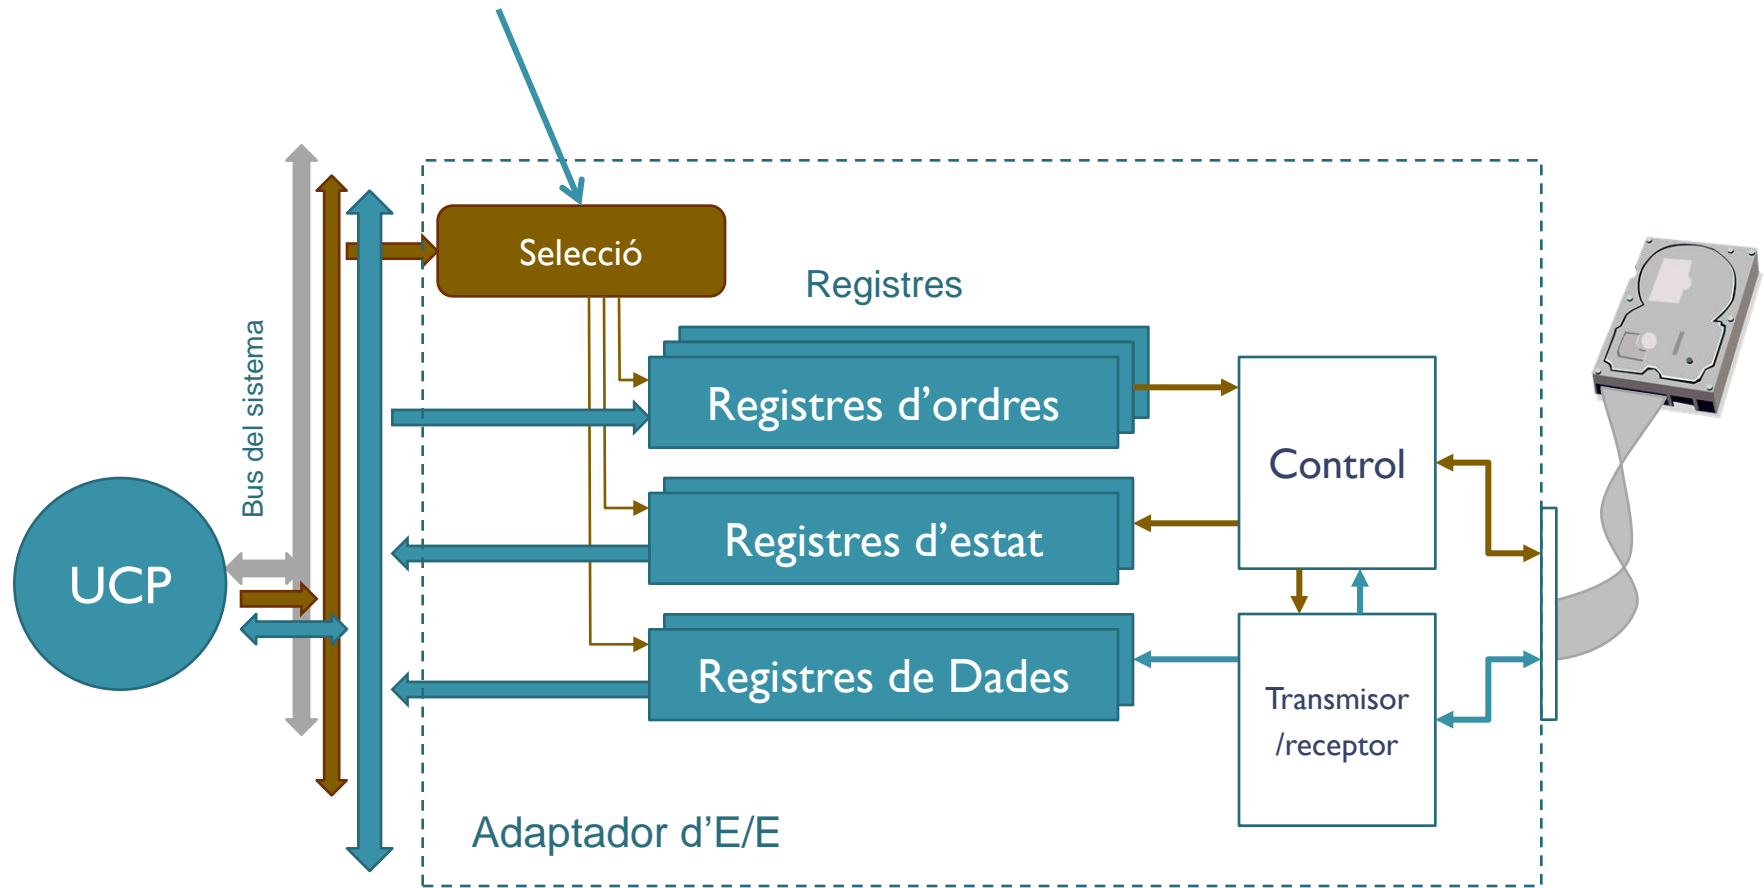 Selecció
Registres
Bus del sistema
Registres d’ordres
Control
Registres d’estat
UCP
Registres de Dades
Transmisor
/receptor
Adaptador d’E/E